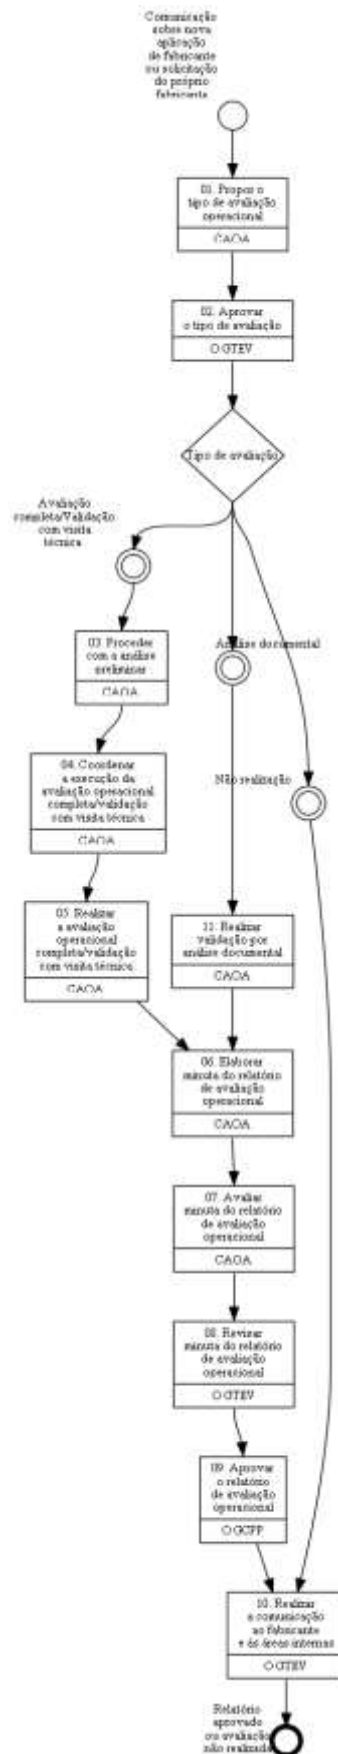 Comunicação
sobre nova
aplicação
de fabricante
ou solicitação
do próprio
fabricante
01. Propor o
tipo de avaliação
operacional
CAOA
02. Aprovar
o tipo de avaliação
O GTEV
Tipo de avaliação
Avaliação
completa/Validação
com visita
técnica
03. Proceder
com a análise
preliminar
CAOA
Análise documental
04. Coordenar
a execução da
avaliação operacional
completa/validação
com visita técnica
CAOA
Não realização
05. Realizar
a avaliação
operacional
completa/validação
com visita técnica
CAOA
11. Realizar
validação por
análise documental
CAOA
06. Elaborar
minuta do relatório
de avaliação
operacional
CAOA
07. Avaliar
minuta do relatório
de avaliação
operacional
CAOA
08. Revisar
minuta do relatório
de avaliação
operacional
O GTEV
09. Aprovar
o relatório
de avaliação
operacional
O GCPP
10. Realizar
a comunicação
ao fabricante
e às áreas internas
O GTEV
Relatório
aprovado
ou avaliação
não realizada